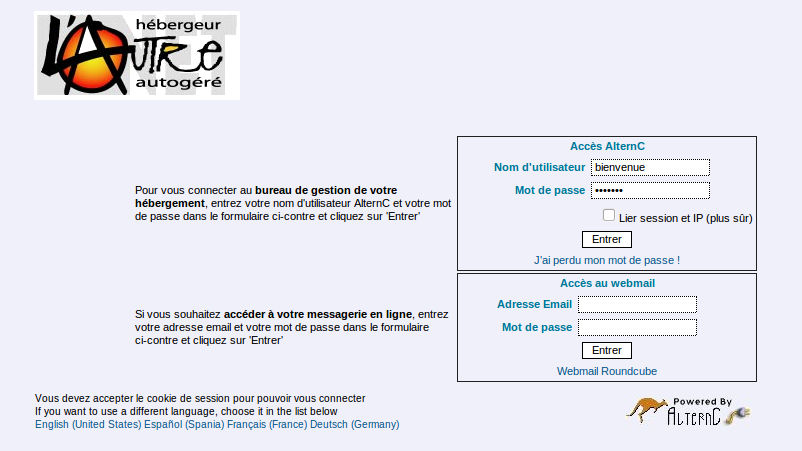 hébergeur
L'Autre
NET
autogéré
Accès AlternC
Nom d'utilisateur bienvenue
Mot de passe •••••••
Pour vous connecter au bureau de gestion de votre
hébergement, entrez votre nom d'utilisateur AlternC et votre mot
de passe dans le formulaire ci-contre et cliquez sur 'Entrer'
Lier session et IP (plus sûr)
Entrer
J'ai perdu mon mot de passe !
Accès au webmail
Si vous souhaitez accéder à votre messagerie en ligne, entrez
votre adresse email et votre mot de passe dans le formulaire
ci-contre et cliquez sur 'Entrer'
Adresse Email
Mot de passe
Entrer
Webmail Roundcube
Vous devez accepter le cookie de session pour pouvoir vous connecter
If you want to use a different language, choose it in the list below
English (United States) Español (Spania) Français (France) Deutsch (Germany)
Powered By
AlternC